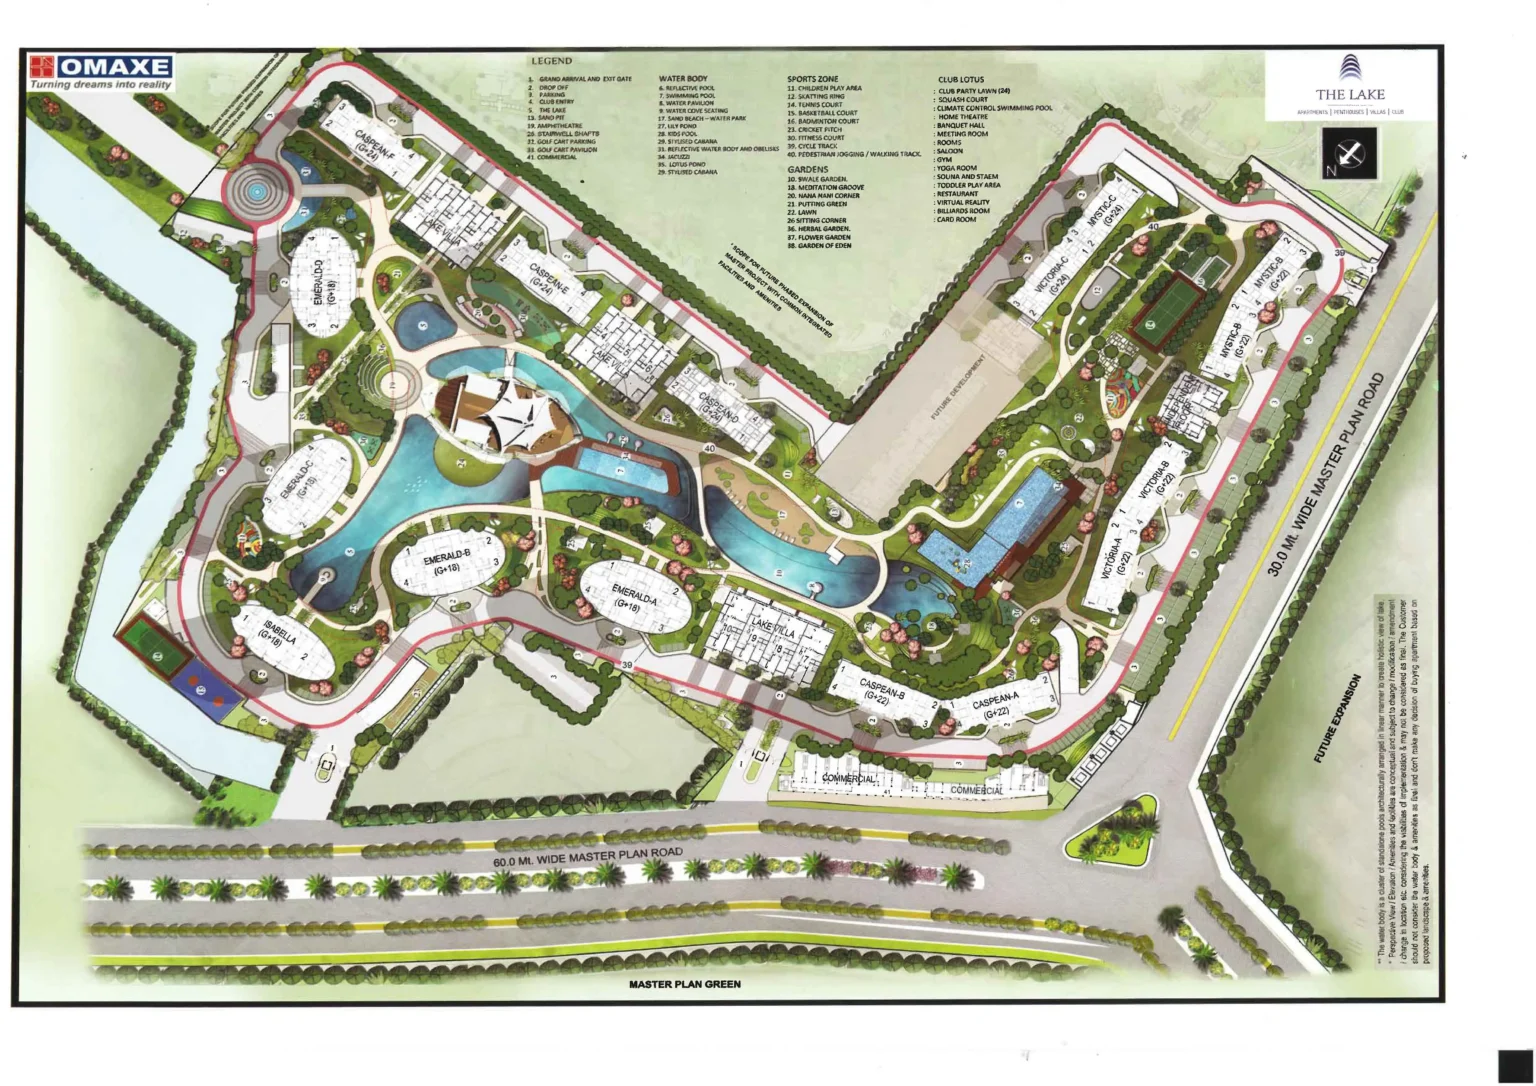 OMAXE
Turning dreams into reality
THE LAKE
APARTMENTS | PENTHOUSES | VILLAS | CLUB
N
LEGEND
1. GRAND ARRIVAL AND EXIT GATE
2. DROP OFF
3. PARKING
4. CLUB ENTRY
5. THE LAKE
13. SAND PIT
19. AMPHITHEATRE
20. STAIRWELL SHAFTS
32. GOLF CART PARKING
33. GOLF CART PAVILION
41. COMMERCIAL
WATER BODY
6. REFLECTIVE POOL
7. SWIMMING POOL
8. WATER PAVILION
9. WATER COVE SEATING
17. SAND BEACH - WATER PARK
27. LILY POND
28. KIDS POOL
29. STYLISED CABANA
31. REFLECTIVE WATER BODY AND OBELISKS
34. JACUZZI
35. LOTUS POND
29. STYLISED CABANA
SPORTS ZONE
11. CHILDREN PLAY AREA
12. SKATTING RING
14. TENNIS COURT
15. BASKETBALL COURT
16. BADMINTON COURT
23. CRICKET PITCH
30. FITNESS COURT
39. CYCLE TRACK
40. PEDESTRIAN JOGGING / WALKING TRACK.
GARDENS
10. SWALE GARDEN.
18. MEDITATION GROOVE
20. NANA NANI CORNER
21. PUTTING GREEN
22. LAWN
26 SITTING CORNER
36. HERBAL GARDEN.
37. FLOWER GARDEN
38. GARDEN OF EDEN
CLUB LOTUS
: CLUB PARTY LAWN (24)
: SQUASH COURT
: CLIMATE CONTROL SWIMMING POOL
: HOME THEATRE
: BANQUET HALL
: MEETING ROOM
: ROOMS
: SALOON
: GYM
: YOGA ROOM
: SOUNA AND STAEM
: TODDLER PLAY AREA
: RESTAURANT
: VIRTUAL REALITY
: BILLIARDS ROOM
: CARD ROOM
* SCOPE FOR FUTURE PHASED EXPANSION OF
MASTER PROJECT WITH COMMON INTEGRATED
FACILITIES AND AMENITIES
CASPEAN-F
(G+24)
LAKE VILLA
CASPEAN-E
(G+24)
LAKE VILLA
CASPEAN-D
(G+24)
EMERALD-D
(G+18)
EMERALD-C
(G+18)
EMERALD-B
(G+18)
EMERALD-A
(G+18)
ISABELLA
(G+18)
LAKE VILLA
CASPEAN-B
(G+22)
CASPEAN-A
(G+22)
MYSTIC-C
(G+24)
VICTORIA-C
(G+24)
MYSTIC-B
(G+22)
MYSTIC-B
(G+22)
VICTORIA-B
(G+22)
VICTORIA-A
(G+22)
FUTURE DEVELOPMENT
40
40
39
39
COMMERCIAL
COMMERCIAL
30.0 Mt. WIDE MASTER PLAN ROAD
60.0 Mt. WIDE MASTER PLAN ROAD
FUTURE EXPANSION
MASTER PLAN GREEN
** The water body is a cluster of standalone pools architecturally arranged in linear manner to create holistic view of lake.
* Perspective View / Elevation / Amenities and facilities are conceptual and subject to change / modification / amendment
/ change in location etc. considering the viabilities of implementation & may not be considered as final. The Customer
should not consider the water body & amenities as final and don't make any decision of buying apartment based on
proposed landscape & amenities.